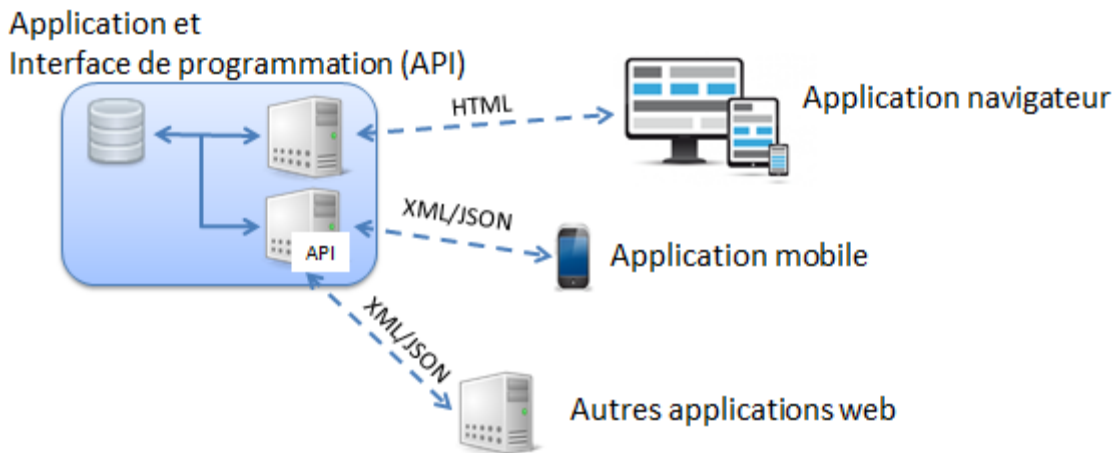 Application et
Interface de programmation (API)
HTML
Application navigateur
XML/JSON
API
Application mobile
XML/JSON
Autres applications web